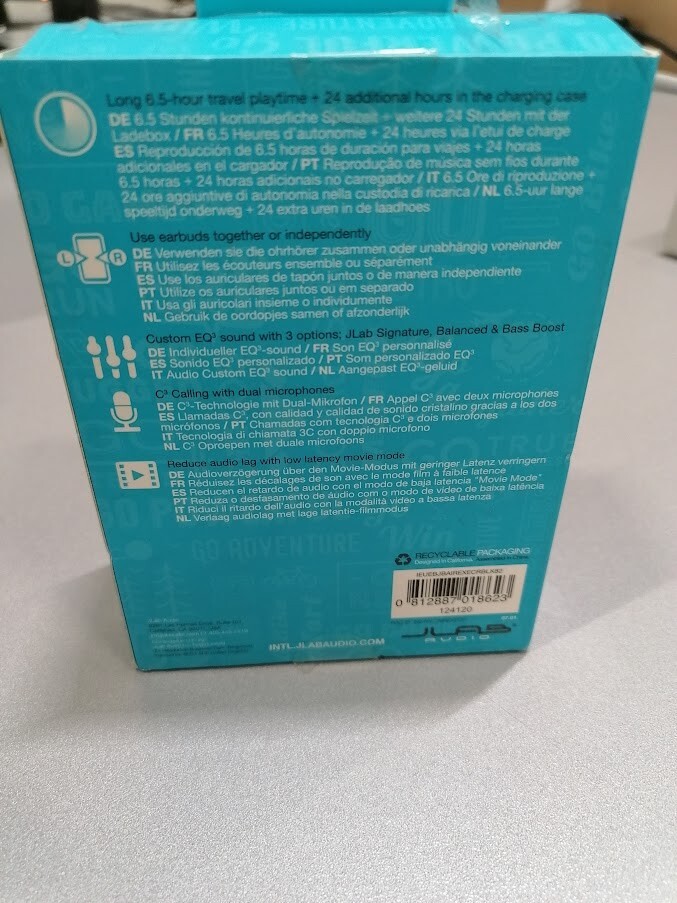 Long 6.5-hour travel playtime + 24 additional hours in the charging case
DE 6.5 Stunden kontinuierliche Spielzeit + weitere 24 Stunden mit der
Ladebox / FR 6.5 Heures d'autonomie + 24 heures via l'etui de charge
ES Reproducción de 6.5 horas de duración para viajes + 24 horas
adicionales en el cargador / PT Reprodução de música sem fios durante
6.5 horas + 24 horas adicionais no carregador / IT 6.5 Ore di riproduzione +
24 ore aggiuntive di autonomia nella custodia di ricarica / NL 6.5-uur lange
speeltijd onderweg + 24 extra uren in de laadhoes
Use earbuds together or independently
L R
DE Verwenden sie die ohrhörer zusammen oder unabhängig voneinander
FR Utilisez les écouteurs ensemble ou séparément
ES Use los auriculares de tapón juntos o de manera independiente
PT Utilize os auriculares juntos ou em separado
IT Usa gli auricolari insieme o individumente
NL Gebruik de oordopjes samen of afzonderlijk
Custom EQ³ sound with 3 options; JLab Signature, Balanced & Bass Boost
DE Individueller EQ³-sound / FR Son EQ³ personnalisé
ES Sonido EQ³ personalizado / PT Som personalizado EQ³
IT Audio Custom EQ³ sound / NL Aangepast EQ³-geluid
C³ Calling with dual microphones
DE C³-Technologie mit Dual-Mikrofon / FR Appel C³ avec deux microphones
ES Llamadas C³, con calidad y calidad de sonido cristalino gracias a los dos
micrófonos / PT Chamadas com tecnologia C³ e dois microfones
IT Tecnologia di chiamata 3C con doppio microfono
NL C³ Oproepen met duale microfoons
Reduce audio lag with low latency movie mode
DE Audioverzögerung über den Movie-Modus mit geringer Latenz verringern
FR Réduisez les décalages de son avec le mode film à faible latence
ES Reducen el retardo de audio con el modo de baja latencia "Movie Mode"
PT Reduza o desfasamento de áudio com o modo de vídeo de baixa latência
IT Riduci il ritardo dell'audio con la modalità video a bassa latenza
NL Verlaag audiolag met lage latentie-filmmodus
GO ADVENTURE Win
RECYCLABLE PACKAGING
Designed in California. Assembled in China.
IEUEBJBAIREXECRBLK82
0 812887 018623
124120
JLAB
AUDIO
INTL.JLABAUDIO.COM